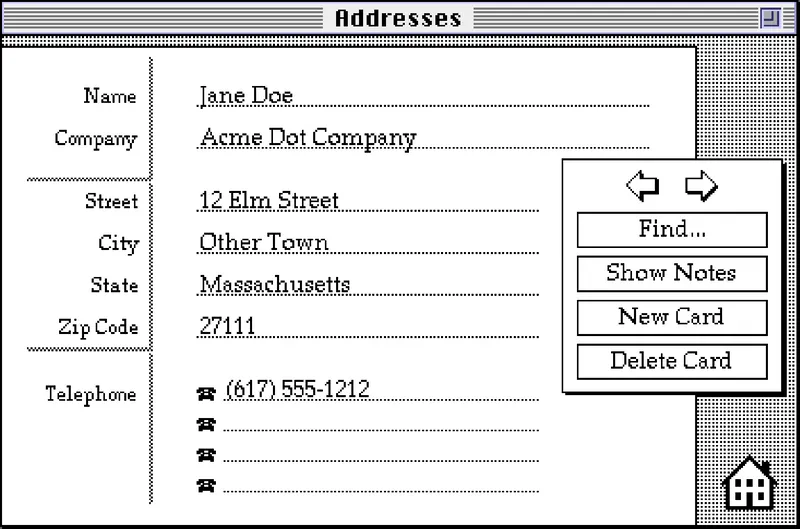 Addresses
Name Jane Doe
Company Acme Dot Company
Street 12 Elm Street
City Other Town
State Massachusetts
Zip Code 27111
Telephone (617) 555-1212
Find...
Show Notes
New Card
Delete Card